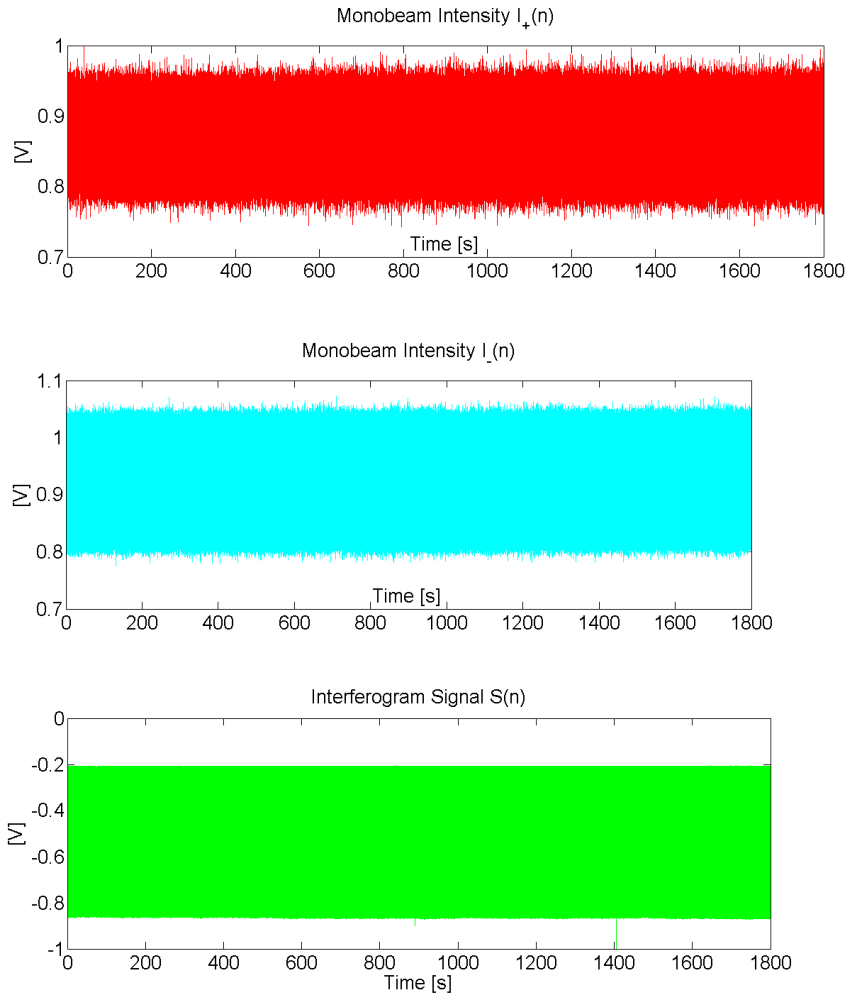 Monobeam Intensity I_+(n)
1
0.9
0.8
0.7
[V]
Time [s]
0 200 400 600 800 1000 1200 1400 1600 1800
Monobeam Intensity I_-(n)
1.1
1
0.9
0.8
0.7
[V]
Time [s]
0 200 400 600 800 1000 1200 1400 1600 1800
Interferogram Signal S(n)
0
-0.2
-0.4
-0.6
-0.8
-1
[V]
0 200 400 600 800 1000 1200 1400 1600 1800
Time [s]